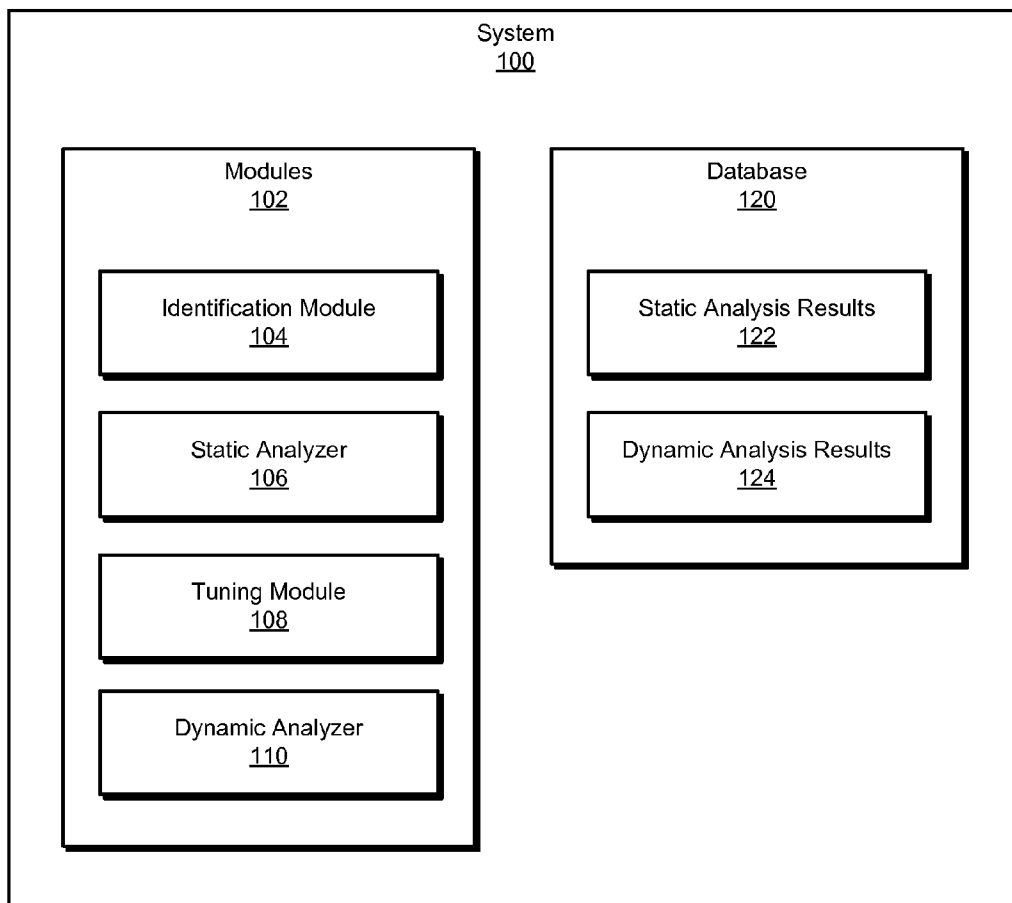 System
100
Modules
102
Identification Module
104
Static Analyzer
106
Tuning Module
108
Dynamic Analyzer
110
Database
120
Static Analysis Results
122
Dynamic Analysis Results
124